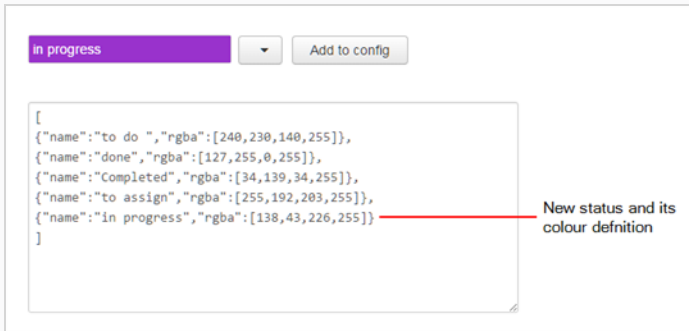 in progress
Add to config
[
{"name":"to do ","rgba":[240,230,140,255]},
{"name":"done","rgba":[127,255,0,255]},
{"name":"Completed","rgba":[34,139,34,255]},
{"name":"to assign","rgba":[255,192,203,255]},
{"name":"in progress","rgba":[138,43,226,255]}
]
New status and its
colour defnition